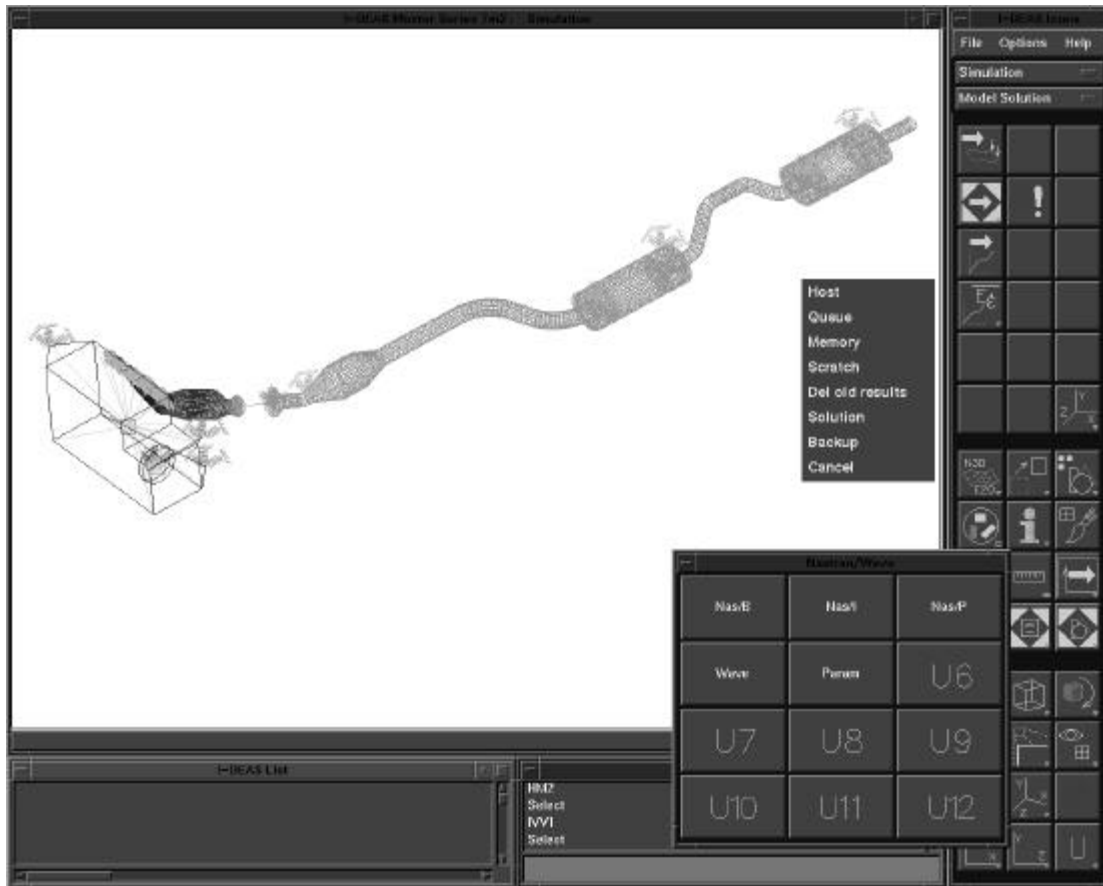 I-DEAS Master Series 7m2 : Simulation
I-DEAS Icons
File Options Help
Simulation
Model Solution
Host
Queue
Memory
Scratch
Del old results
Solution
Backup
Cancel
Nastran/Wave
Nas/B Nas/I Nas/P
Wave Param U6
U7 U8 U9
U10 U11 U12
I-DEAS List
HM2
Select
IVV1
Select
U